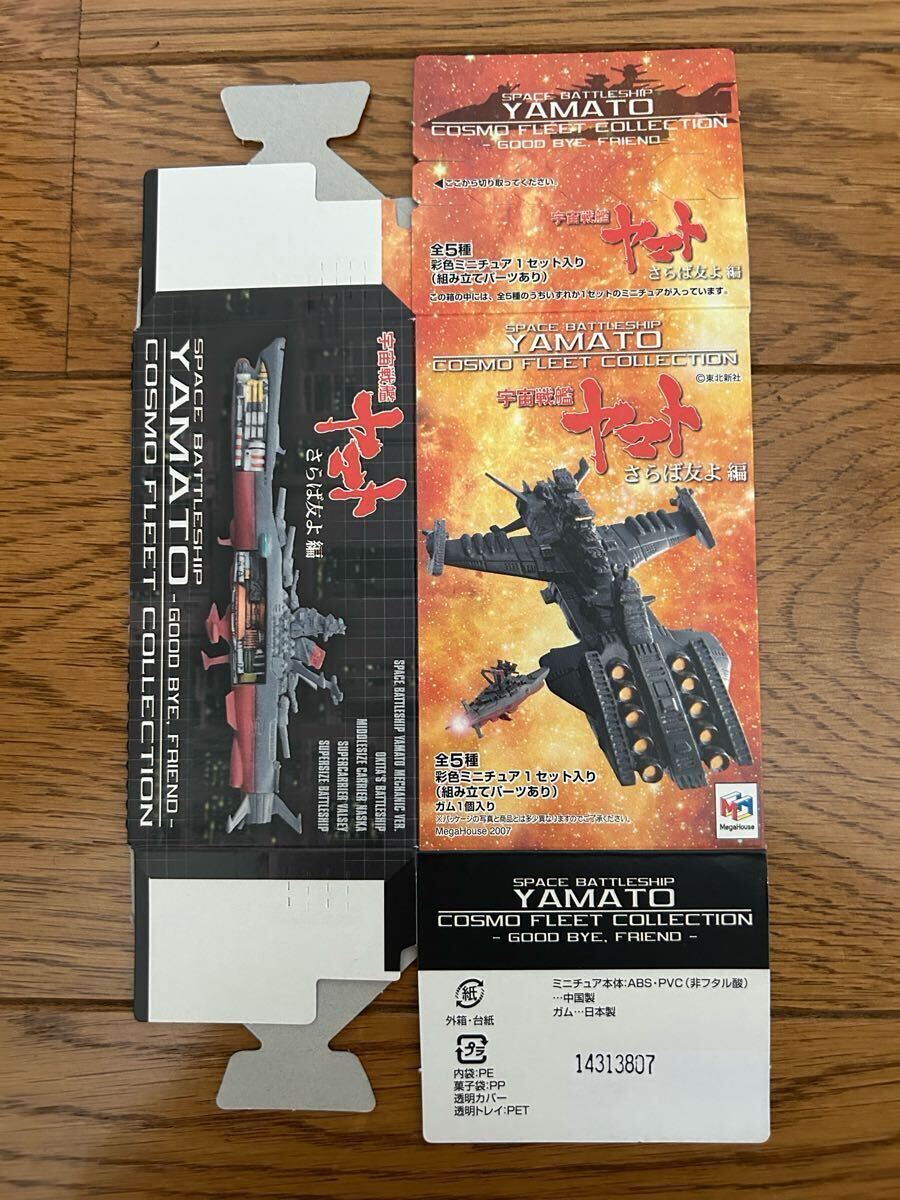 SPACE BATTLESHIP
YAMATO
COSMO FLEET COLLECTION
- GOOD BYE, FRIEND -
◀ここから切り取ってください。
宇宙戦艦
ヤマト
さらば友よ編
全5種
彩色ミニチュア1セット入り
(組み立てパーツあり)
この箱の中には、全5種のうちいずれか1セットのミニチュアが入っています。
SPACE BATTLESHIP
YAMATO
COSMO FLEET COLLECTION
©東北新社
宇宙戦艦
ヤマト
さらば友よ編
全5種
彩色ミニチュア1セット入り
(組み立てパーツあり)
ガム1個入り
※パッケージの写真と商品とは多少異なりますのでご了承ください。
MegaHouse 2007
MegaHouse
SPACE BATTLESHIP
YAMATO
COSMO FLEET COLLECTION
- GOOD BYE, FRIEND -
紙
外箱・台紙
プラ
内袋:PE
菓子袋:PP
透明カバー
透明トレイ:PET
ミニチュア本体:ABS・PVC(非フタル酸)
…中国製
ガム…日本製
14313807
宇宙戦艦
ヤマト
さらば友よ編
SPACE BATTLESHIP YAMATO MECHANIC VER.
OKITA'S BATTLESHIP
MIDDLESIZE CARRIER NASKA
SUPERCARRIER VALSEY
SUPERSIZE BATTLESHIP
SPACE BATTLESHIP
YAMATO - GOOD BYE, FRIEND -
COSMO FLEET COLLECTION